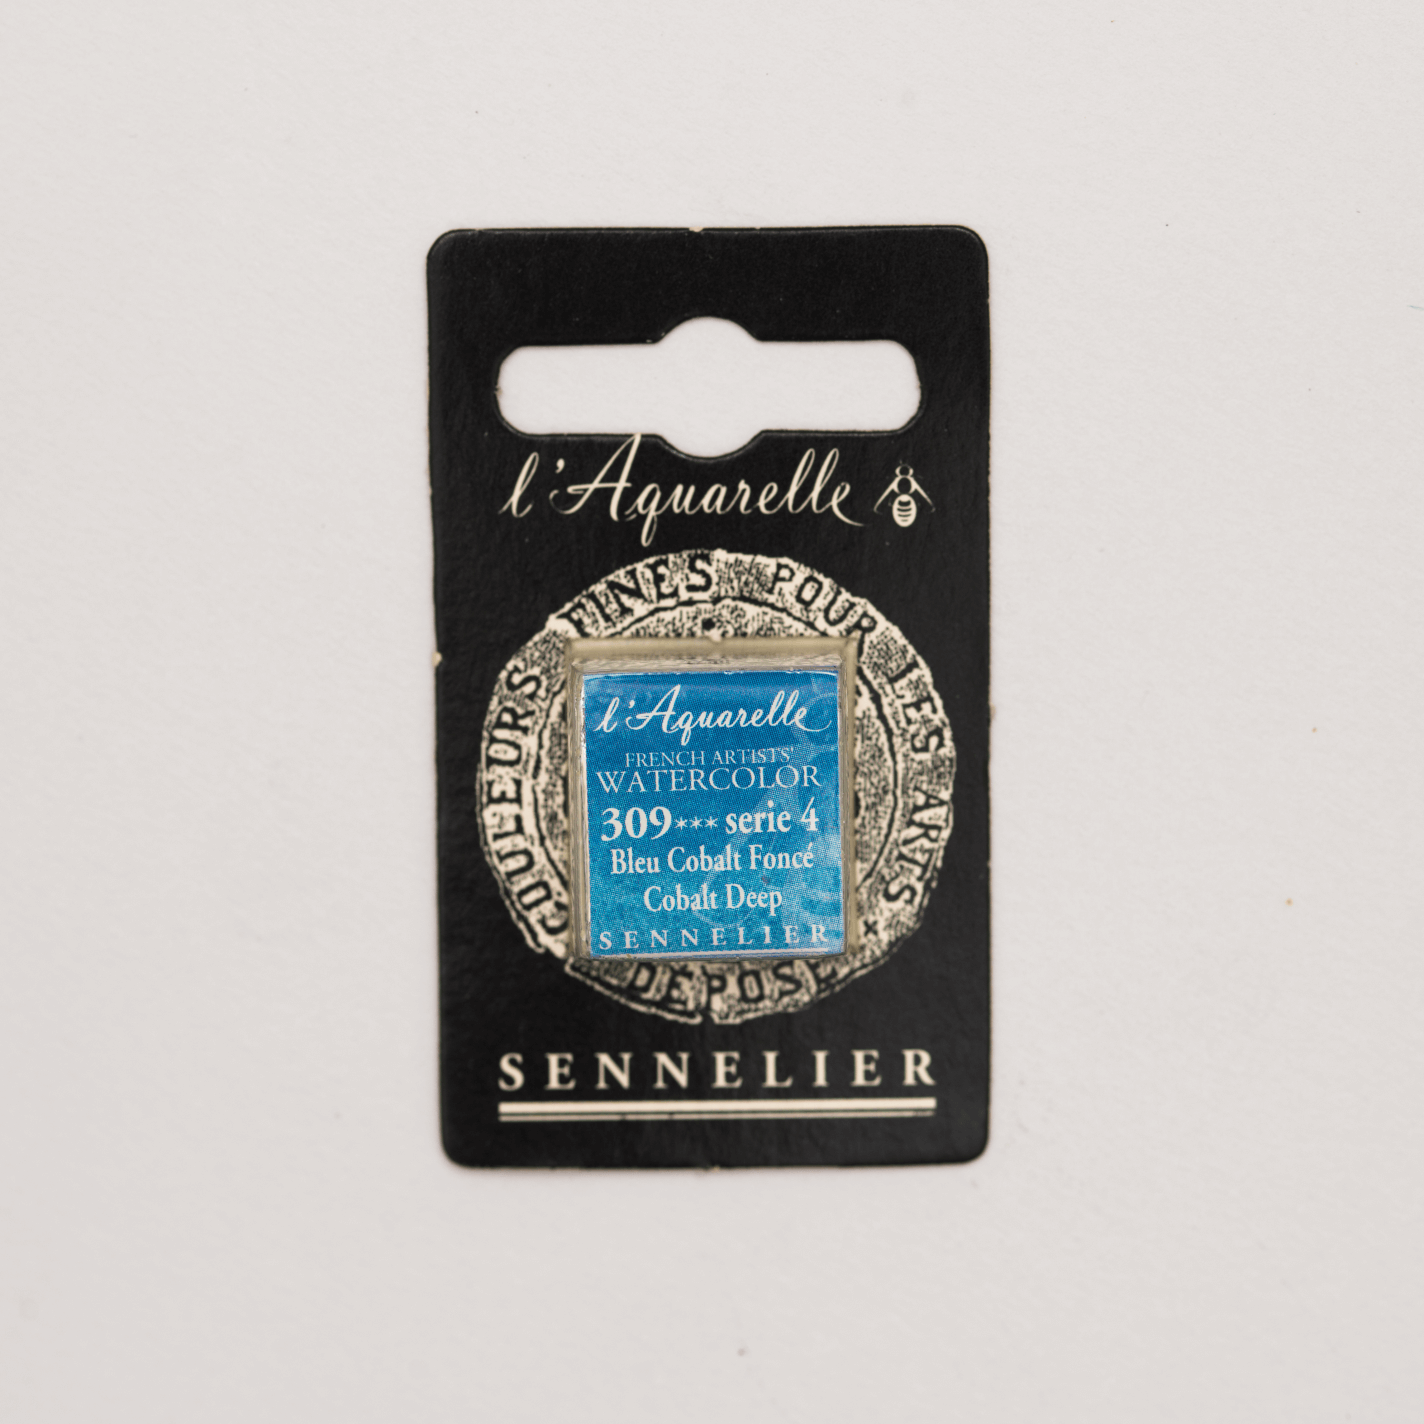 l'Aquarelle
COULEURS FINES POUR LES ARTS
l'Aquarelle
FRENCH ARTISTS'
WATERCOLOR
309*** serie 4
Bleu Cobalt Foncé
Cobalt Deep
SENNELIER
DÉPOSÉ
SENNELIER